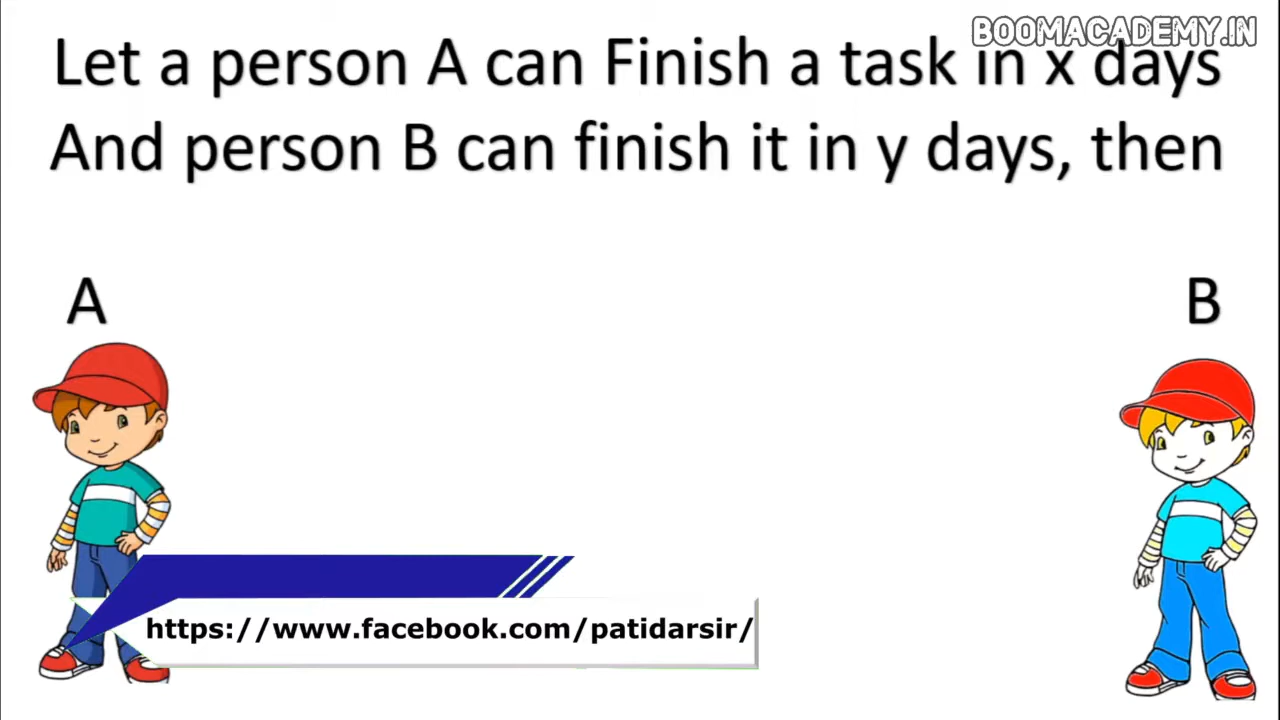 BOOMACADEMY.IN
Let a person A can Finish a task in x days
And person B can finish it in y days, then
A
B
https://www.facebook.com/patidarsir/